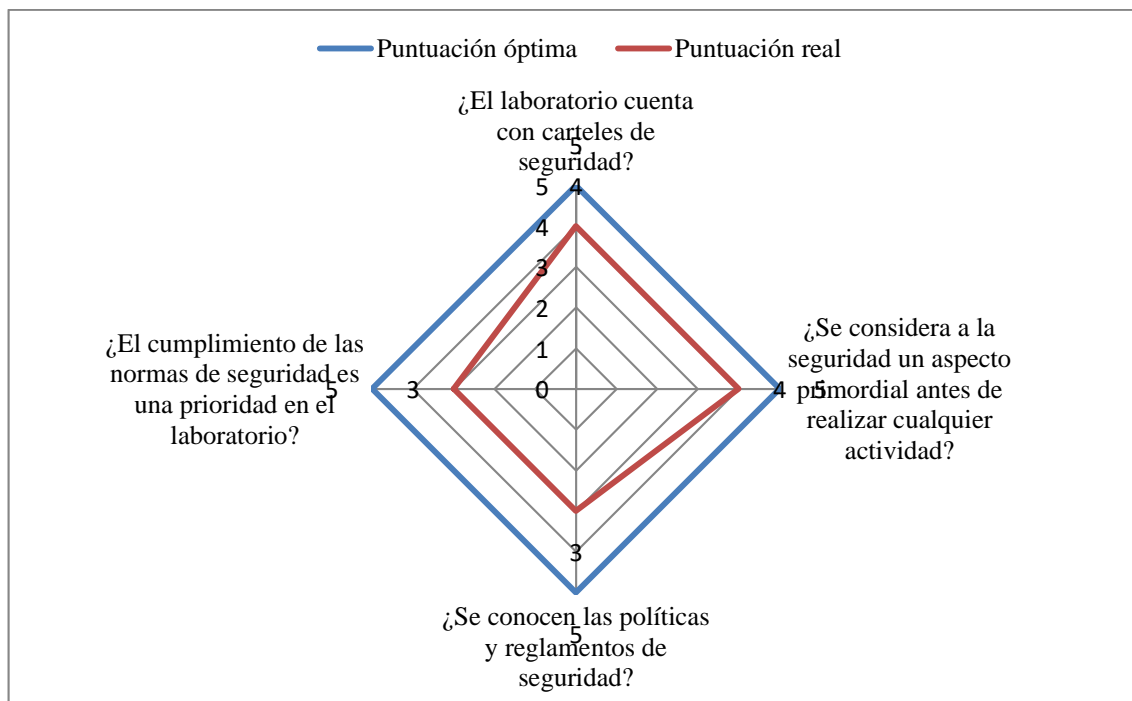 Puntuación óptima Puntuación real
¿El laboratorio cuenta
con carteles de
5
seguridad?
5 4
4
3
2
1
0
¿Se considera a la
seguridad un aspecto
primordial antes de
4 5
realizar cualquier
actividad?
¿El cumplimiento de las
normas de seguridad es
una prioridad en el
5 3
laboratorio?
3
¿Se conocen las políticas
5
y reglamentos de
seguridad?